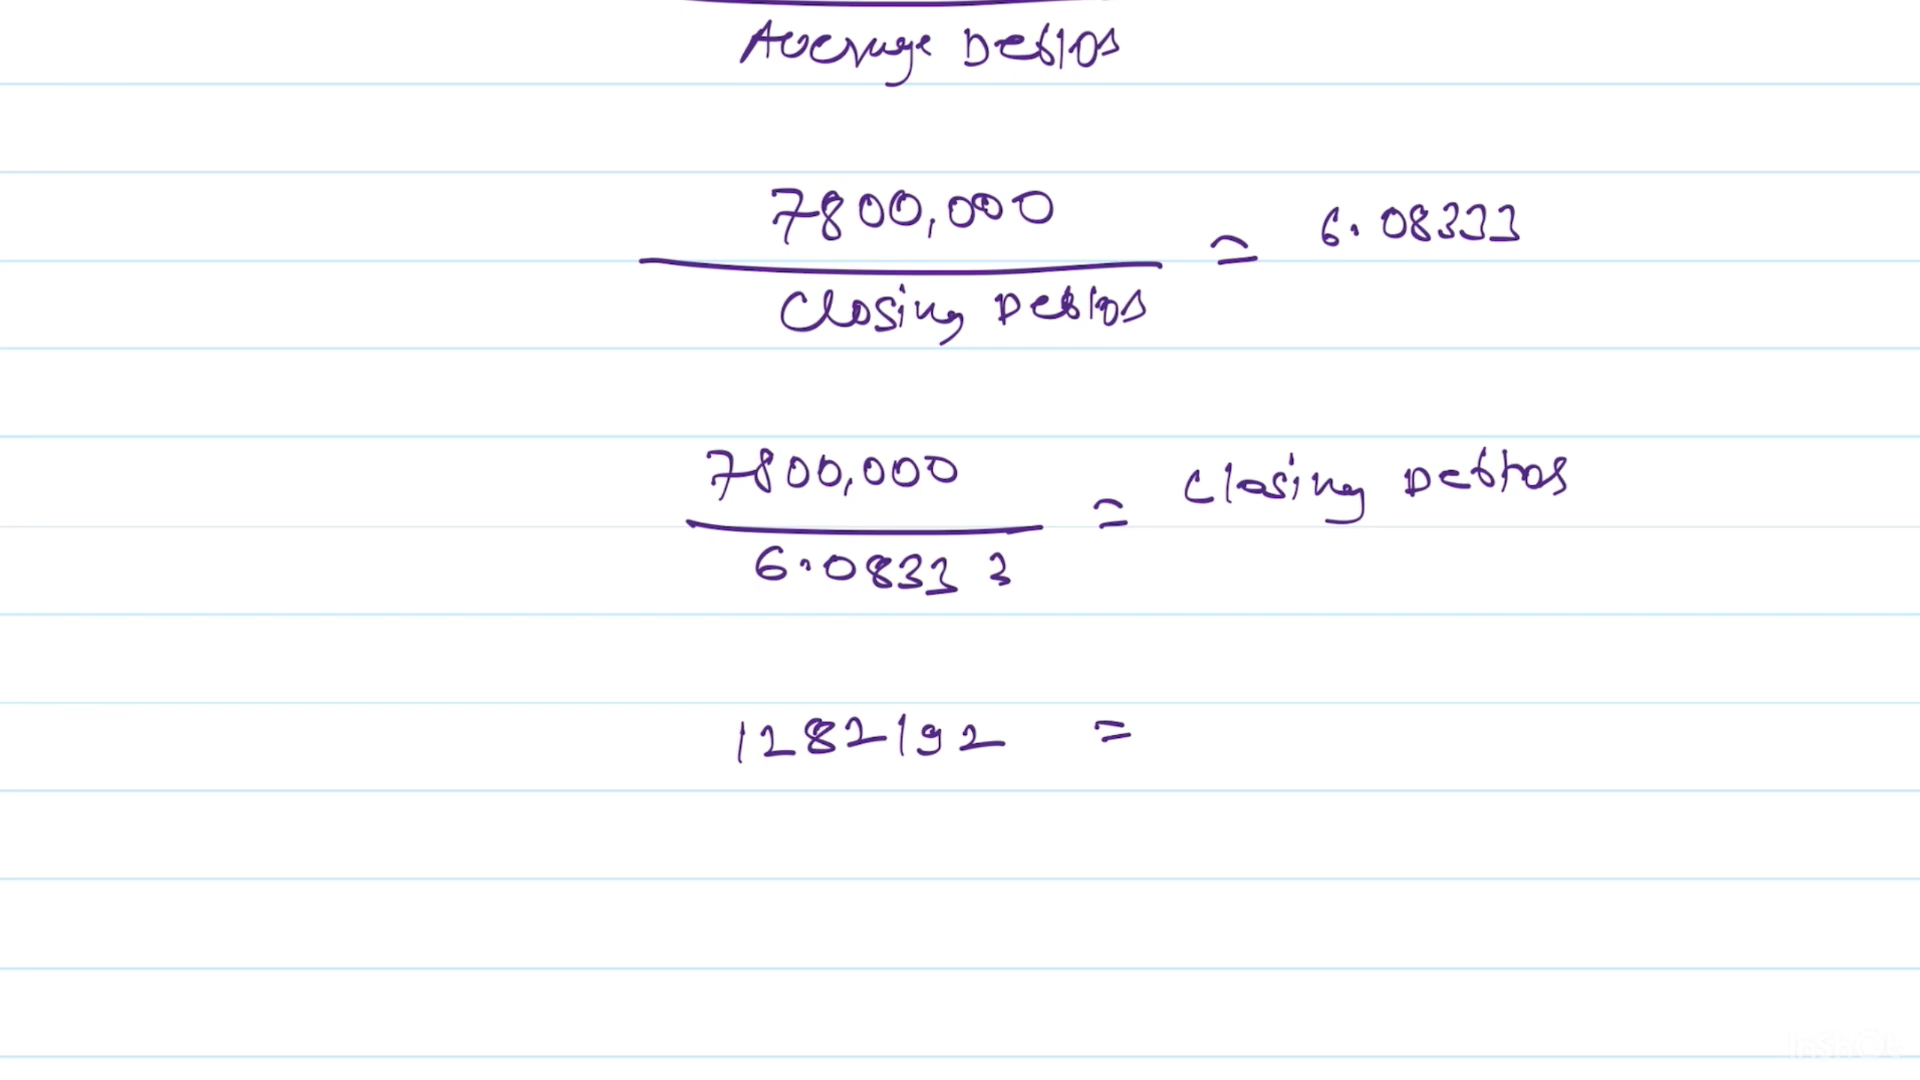 Average Debtors
7800,000
= 6.08333
Closing Debtors
7800,000
= Closing Debtors
6.08333
1282192 =